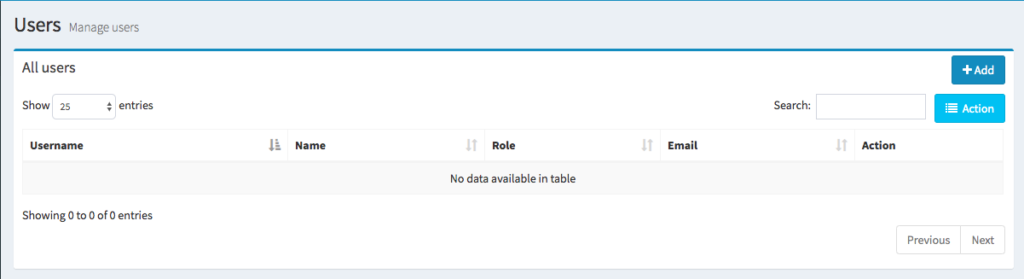 Users Manage users
All users
+ Add
Show 25 entries Search: Action
Username Name Role Email Action
No data available in table
Showing 0 to 0 of 0 entries
Previous Next